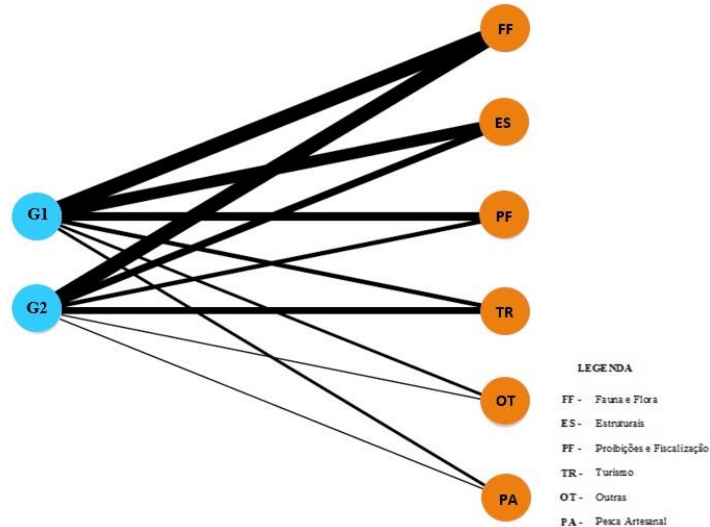 FF
ES
G1
PF
G2
TR
OT
PA
LEGENDA
FF - Fauna e Flora
ES - Estruturais
PF - Proibições e Fiscalização
TR - Turismo
OT - Outras
PA - Pesca Artesanal